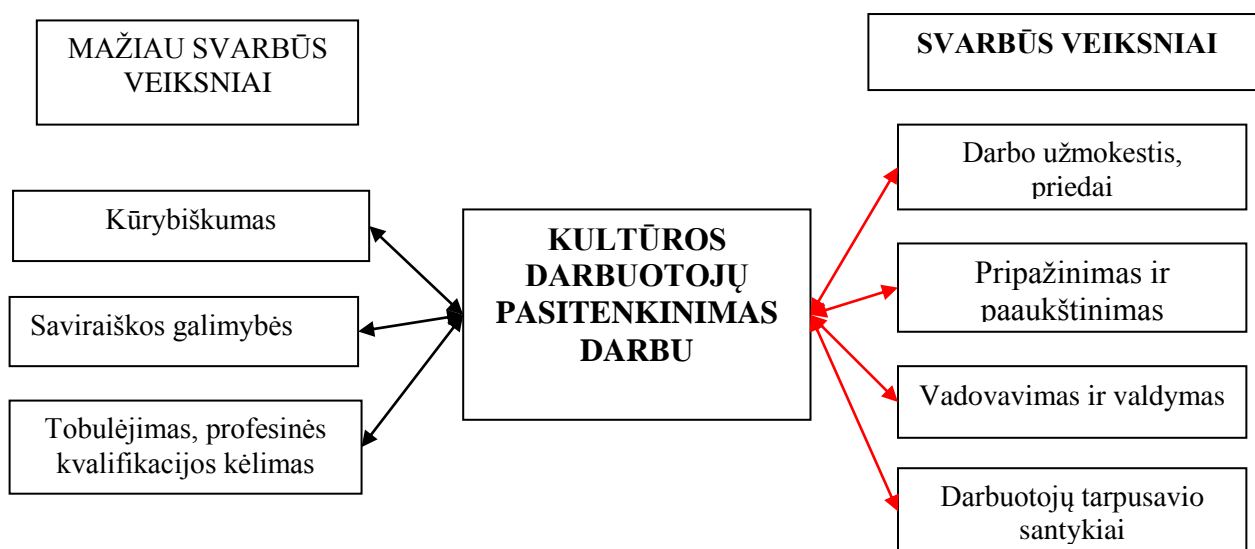 MAŽIAU SVARBŪS
VEIKSNIAI
SVARBŪS VEIKSNIAI
Kūrybiškumas
Saviraiškos galimybės
Tobulėjimas, profesinės
kvalifikacijos kėlimas
KULTŪROS
DARBUOTOJŲ
PASITENKINIMAS
DARBU
Darbo užmokestis,
priedai
Pripažinimas ir
paaukštinimas
Vadovavimas ir valdymas
Darbuotojų tarpusavio
santykiai